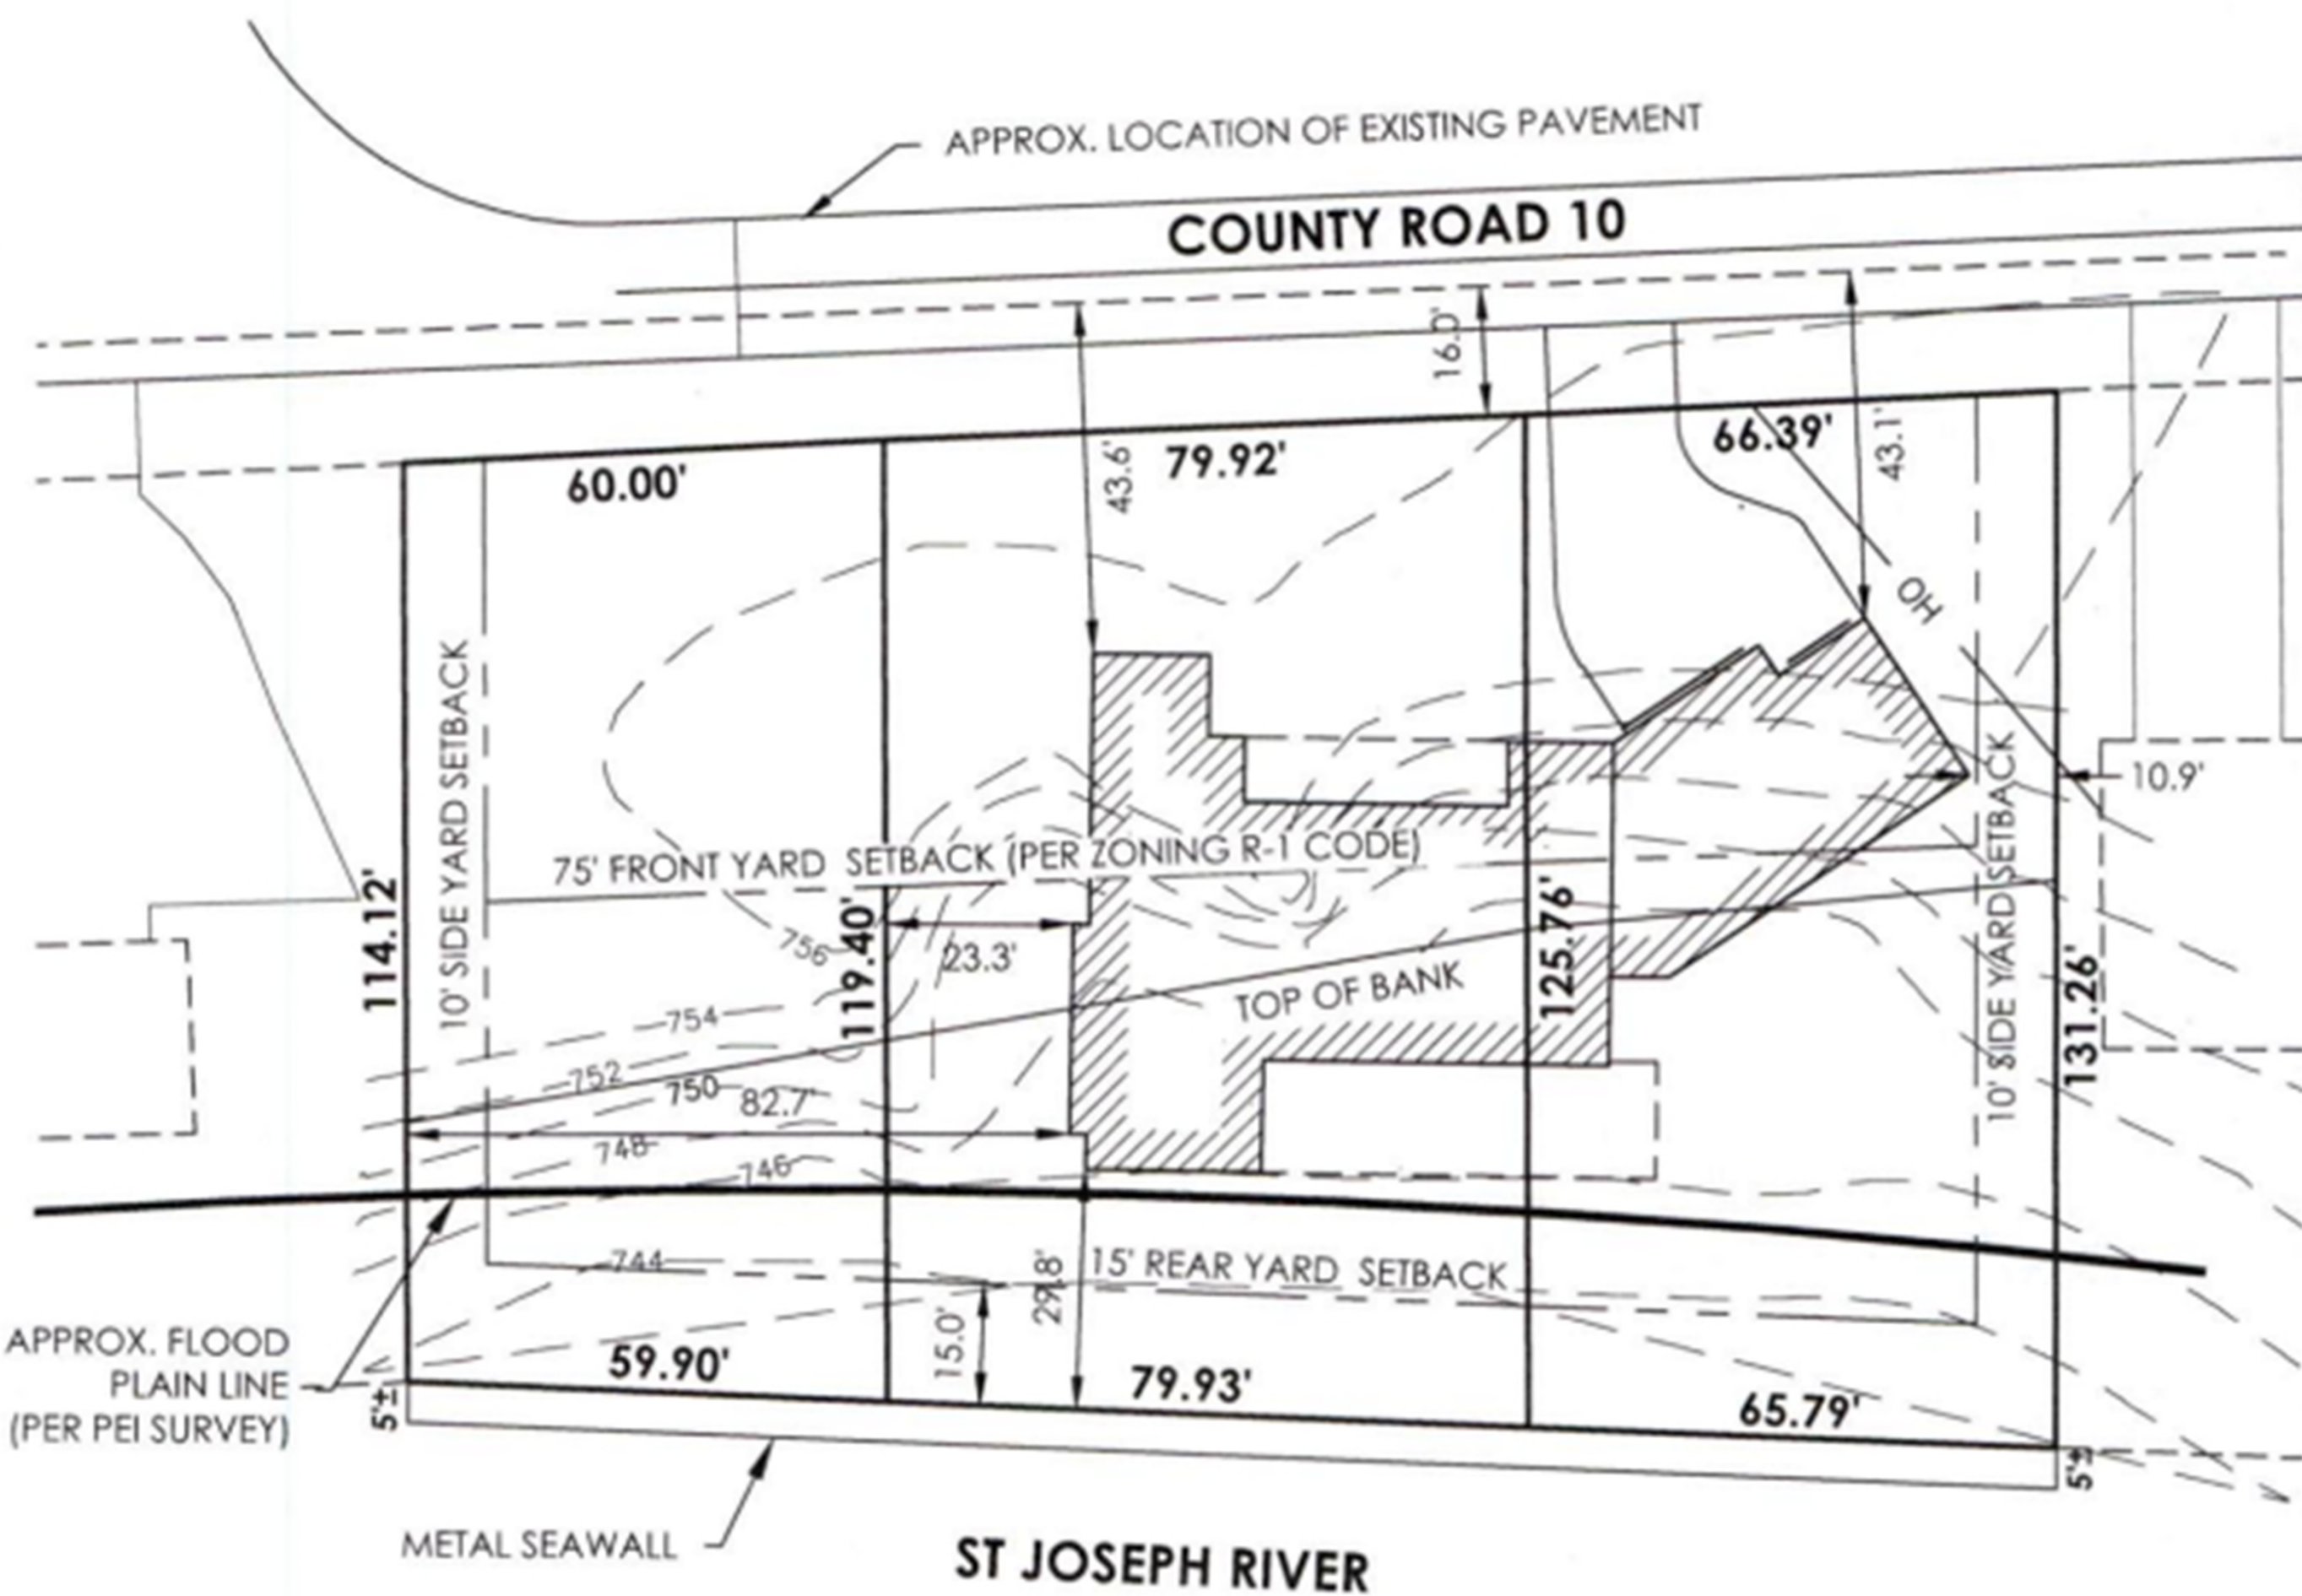 APPROX. LOCATION OF EXISTING PAVEMENT
COUNTY ROAD 10
16.0'
60.00'
79.92'
66.39'
43.6'
43.1'
OH
10' SIDE YARD SETBACK
10.9'
75' FRONT YARD SETBACK (PER ZONING R-1 CODE)
114.12'
119.40'
125.76'
131.26'
10' SIDE YARD SETBACK
756
23.3'
TOP OF BANK
754
752
750
82.7'
748
746
744
15' REAR YARD SETBACK
29.8'
15.0'
APPROX. FLOOD
PLAIN LINE
(PER PEI SURVEY)
5'±
59.90'
79.93'
65.79'
5'±
METAL SEAWALL
ST JOSEPH RIVER